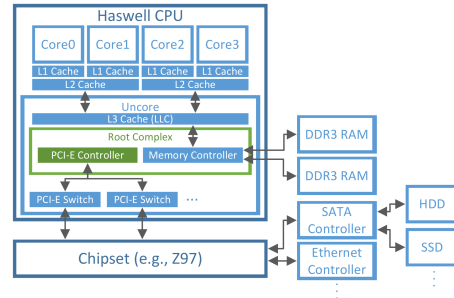 Haswell CPU
Core0 Core1 Core2 Core3
L1 Cache L1 Cache L1 Cache L1 Cache
L2 Cache L2 Cache
Uncore
L3 Cache (LLC)
Root Complex
PCI-E Controller Memory Controller
PCI-E Switch PCI-E Switch ...
Chipset (e.g., Z97)
DDR3 RAM
DDR3 RAM
SATA
Controller
Ethernet
Controller
HDD
SSD